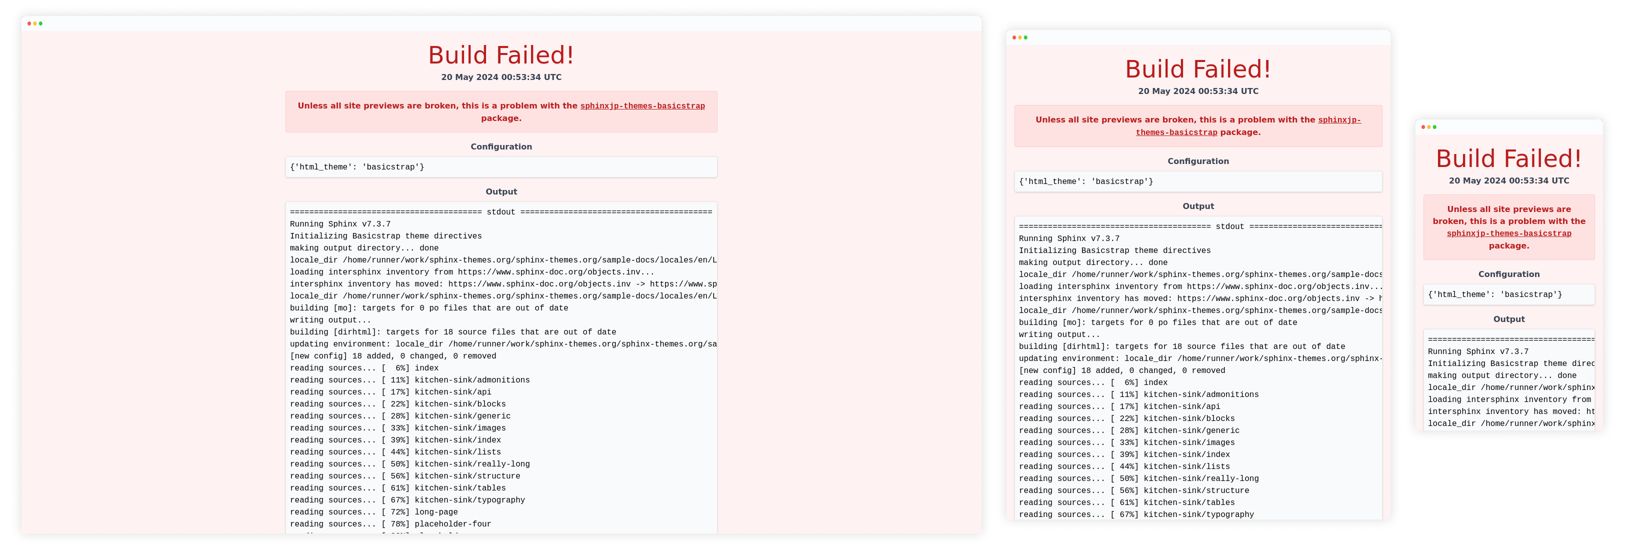 Build Failed!
20 May 2024 00:53:34 UTC
Unless all site previews are broken, this is a problem with the sphinxjp-themes-basicstrap
package.
Configuration
{'html_theme': 'basicstrap'}
Output
======================================== stdout ========================================
Running Sphinx v7.3.7
Initializing Basicstrap theme directives
making output directory... done
locale_dir /home/runner/work/sphinx-themes.org/sphinx-themes.org/sample-docs/locales/en/L
loading intersphinx inventory from https://www.sphinx-doc.org/objects.inv...
intersphinx inventory has moved: https://www.sphinx-doc.org/objects.inv -> https://www.sp
locale_dir /home/runner/work/sphinx-themes.org/sphinx-themes.org/sample-docs/locales/en/L
building [mo]: targets for 0 po files that are out of date
writing output...
building [dirhtml]: targets for 18 source files that are out of date
updating environment: locale_dir /home/runner/work/sphinx-themes.org/sphinx-themes.org/sa
[new config] 18 added, 0 changed, 0 removed
reading sources... [  6%] index
reading sources... [ 11%] kitchen-sink/admonitions
reading sources... [ 17%] kitchen-sink/api
reading sources... [ 22%] kitchen-sink/blocks
reading sources... [ 28%] kitchen-sink/generic
reading sources... [ 33%] kitchen-sink/images
reading sources... [ 39%] kitchen-sink/index
reading sources... [ 44%] kitchen-sink/lists
reading sources... [ 50%] kitchen-sink/really-long
reading sources... [ 56%] kitchen-sink/structure
reading sources... [ 61%] kitchen-sink/tables
reading sources... [ 67%] kitchen-sink/typography
reading sources... [ 72%] long-page
reading sources... [ 78%] placeholder-four
Build Failed!
20 May 2024 00:53:34 UTC
Unless all site previews are broken, this is a problem with the sphinxjp-
themes-basicstrap package.
Configuration
{'html_theme': 'basicstrap'}
Output
======================================== stdout ===========================
Running Sphinx v7.3.7
Initializing Basicstrap theme directives
making output directory... done
locale_dir /home/runner/work/sphinx-themes.org/sphinx-themes.org/sample-docs
loading intersphinx inventory from https://www.sphinx-doc.org/objects.inv...
intersphinx inventory has moved: https://www.sphinx-doc.org/objects.inv -> h
locale_dir /home/runner/work/sphinx-themes.org/sphinx-themes.org/sample-docs
building [mo]: targets for 0 po files that are out of date
writing output...
building [dirhtml]: targets for 18 source files that are out of date
updating environment: locale_dir /home/runner/work/sphinx-themes.org/sphinx-
[new config] 18 added, 0 changed, 0 removed
reading sources... [  6%] index
reading sources... [ 11%] kitchen-sink/admonitions
reading sources... [ 17%] kitchen-sink/api
reading sources... [ 22%] kitchen-sink/blocks
reading sources... [ 28%] kitchen-sink/generic
reading sources... [ 33%] kitchen-sink/images
reading sources... [ 39%] kitchen-sink/index
reading sources... [ 44%] kitchen-sink/lists
reading sources... [ 50%] kitchen-sink/really-long
reading sources... [ 56%] kitchen-sink/structure
reading sources... [ 61%] kitchen-sink/tables
reading sources... [ 67%] kitchen-sink/typography
Build Failed!
20 May 2024 00:53:34 UTC
Unless all site previews are
broken, this is a problem with the
sphinxjp-themes-basicstrap
package.
Configuration
{'html_theme': 'basicstrap'}
Output
===================================
Running Sphinx v7.3.7
Initializing Basicstrap theme direc
making output directory... done
locale_dir /home/runner/work/sphinx
loading intersphinx inventory from
intersphinx inventory has moved: ht
locale_dir /home/runner/work/sphinx